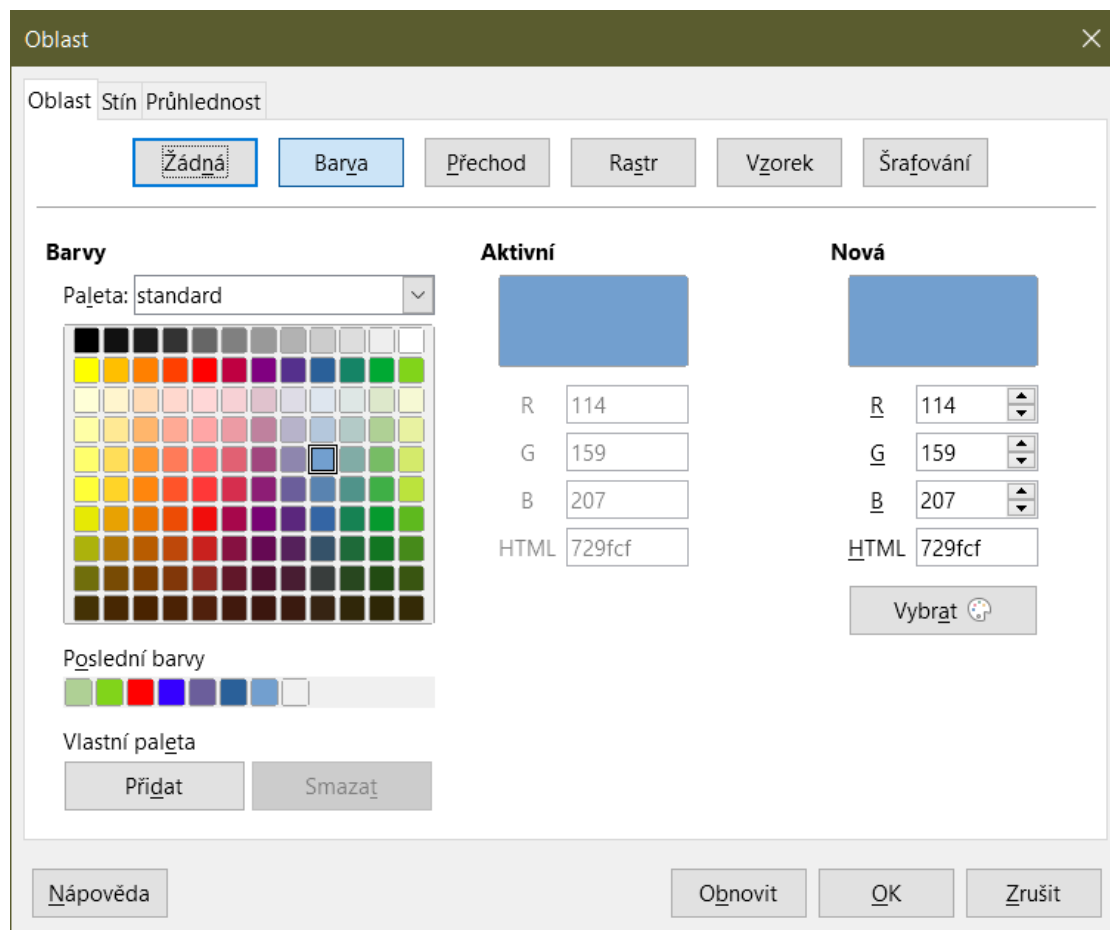 Oblast
Oblast Stín Průhlednost
Žádná Barva Přechod Rastr Vzorek Šrafování
Barvy Aktivní Nová
Paleta: standard
R 114 R 114
G 159 G 159
B 207 B 207
HTML 729fcf HTML 729fcf
Vybrat
Poslední barvy
Vlastní paleta
Přidat Smazat
Nápověda Obnovit OK Zrušit